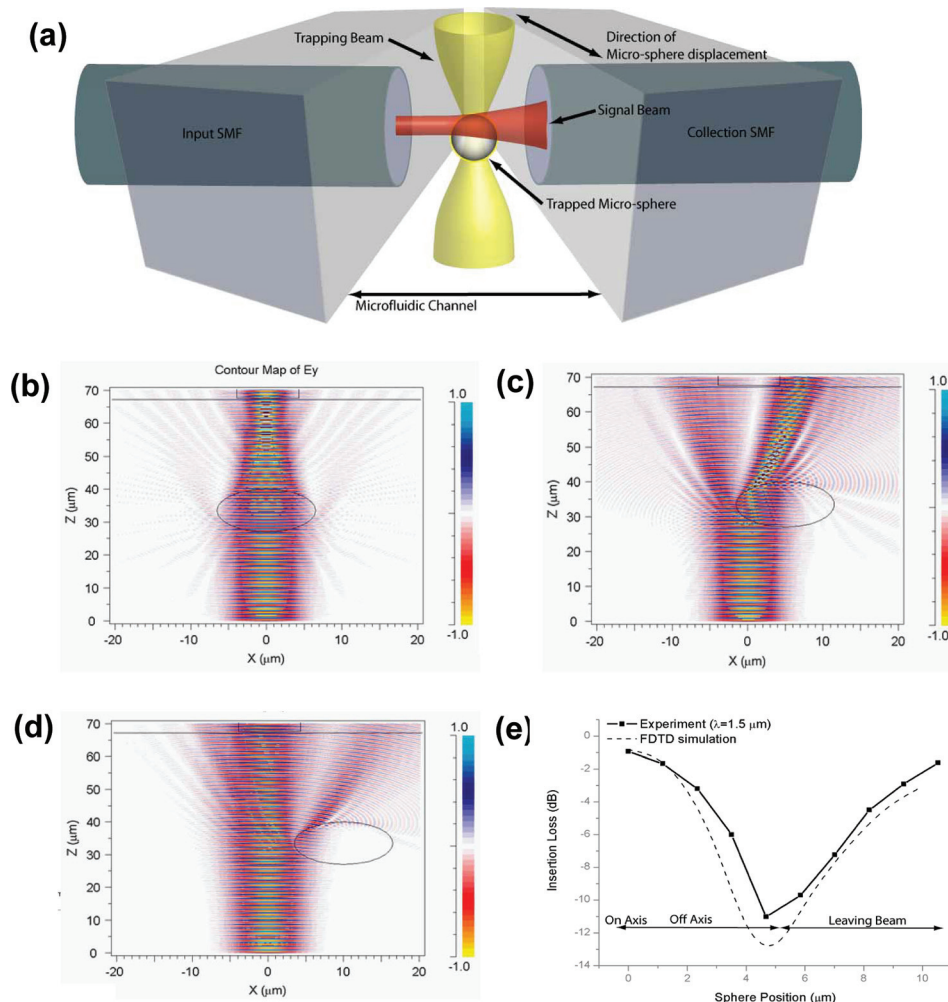 (a)
Trapping Beam
Direction of
Micro-sphere displacement
Signal Beam
Input SMF
Collection SMF
Trapped Micro-sphere
Microfluidic Channel
(b)
Contour Map of Ey
70
60
50
40
30
20
10
0
Z (μm)
-20
-10
0
10
20
X (μm)
1.0
-1.0
(c)
70
60
50
40
30
20
10
0
Z (μm)
-20
-10
0
10
20
X (μm)
1.0
-1.0
(d)
70
60
50
40
30
20
10
0
Z (μm)
-20
-10
0
10
20
X (μm)
1.0
-1.0
(e)
Experiment (λ=1.5 μm)
FDTD simulation
0
-2
-4
-6
-8
-10
-12
-14
Insertion Loss (dB)
On Axis
Off Axis
Leaving Beam
0
2
4
6
8
10
Sphere Position (μm)